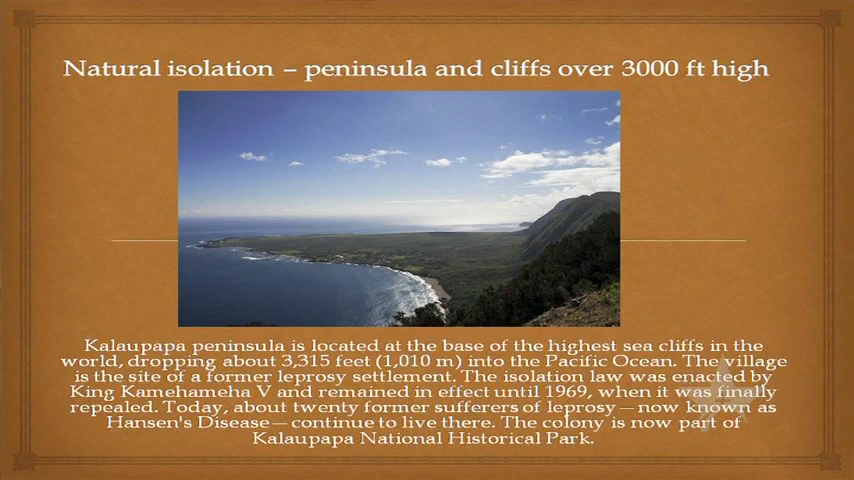 Natural isolation – peninsula and cliffs over 3000 ft high
Kalaupapa peninsula is located at the base of the highest sea cliffs in the
world, dropping about 3,315 feet (1,010 m) into the Pacific Ocean. The village
is the site of a former leprosy settlement. The isolation law was enacted by
King Kamehameha V and remained in effect until 1969, when it was finally
repealed. Today, about twenty former sufferers of leprosy—now known as
Hansen's Disease—continue to live there. The colony is now part of
Kalaupapa National Historical Park.